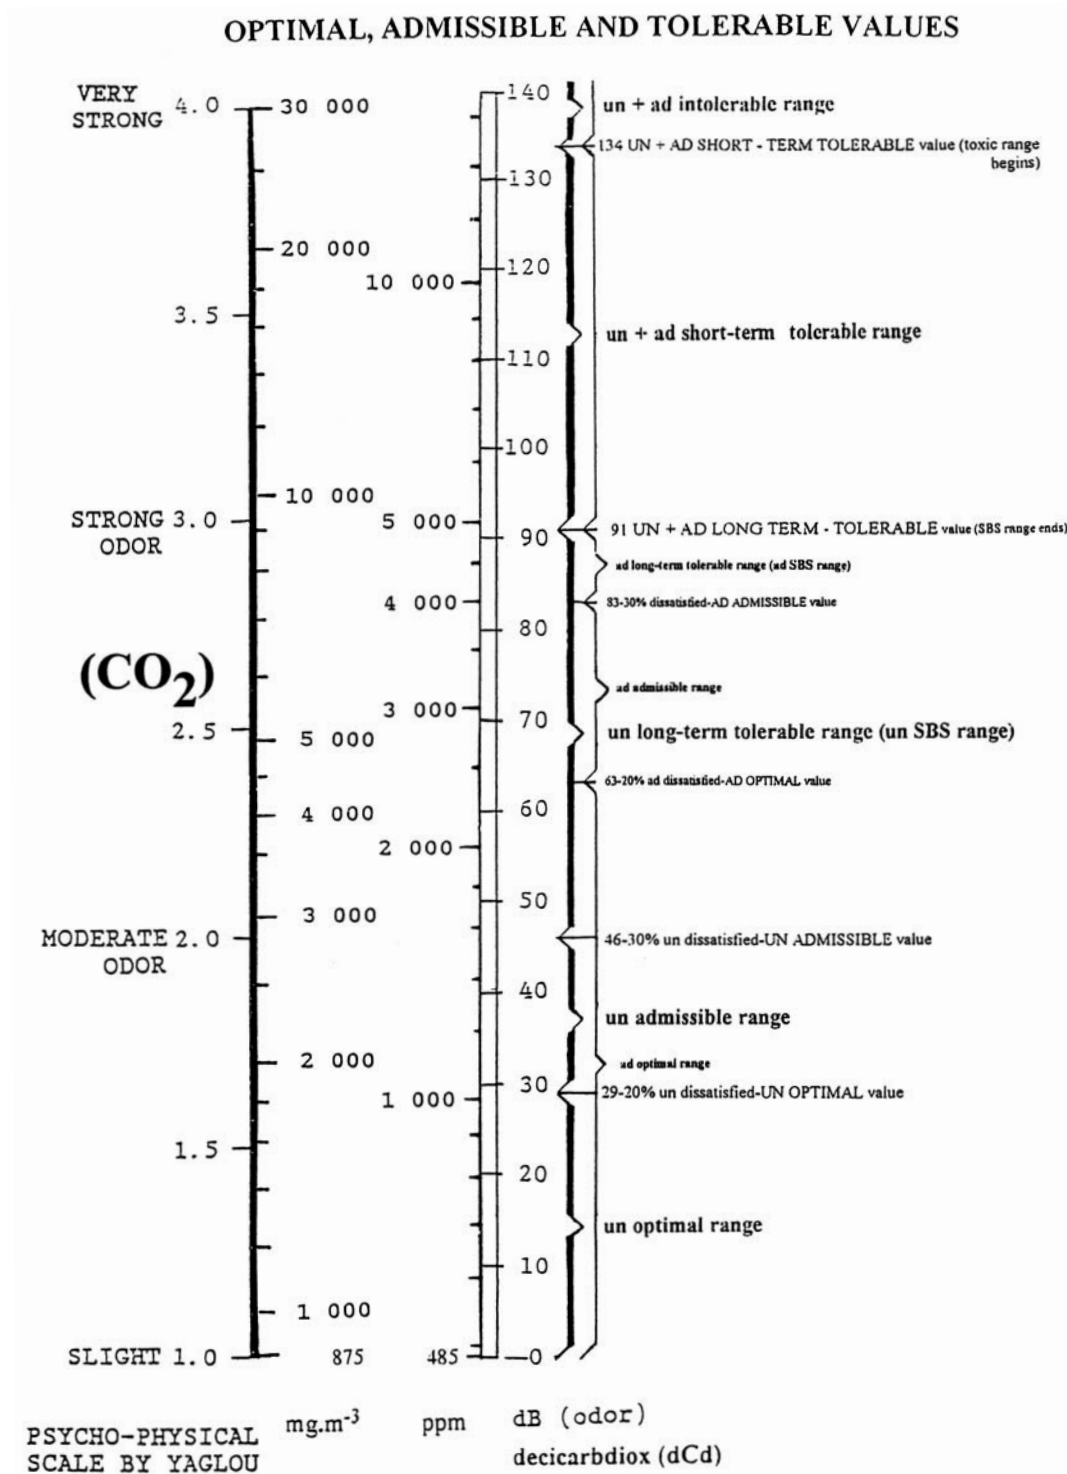 OPTIMAL, ADMISSIBLE AND TOLERABLE VALUES
VERY
STRONG
4.0
30 000
140
un + ad intolerable range
134 UN + AD SHORT - TERM TOLERABLE value (toxic range
begins)
130
20 000
120
10 000
3.5
un + ad short-term tolerable range
110
100
10 000
STRONG 3.0
ODOR
5 000
90
91 UN + AD LONG TERM - TOLERABLE value (SBS range ends)
ad long-term tolerable range (ad SBS range)
4 000
83-30% dissatisfied-AD ADMISSIBLE value
80
(CO2)
ad admissible range
3 000
70
2.5
5 000
un long-term tolerable range (un SBS range)
63-20% ad dissatisfied-AD OPTIMAL value
60
4 000
2 000
50
3 000
MODERATE 2.0
ODOR
46-30% un dissatisfied-UN ADMISSIBLE value
40
un admissible range
2 000
ad optimal range
30
1 000
29-20% un dissatisfied-UN OPTIMAL value
1.5
20
un optimal range
10
1 000
SLIGHT 1.0
875
485
0
PSYCHO-PHYSICAL
SCALE BY YAGLOU
mg.m-3
ppm
dB (odor)
decicarbdiox (dCd)